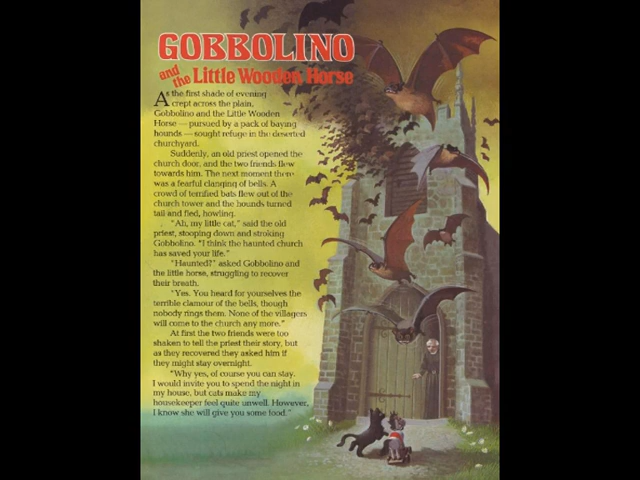 GOBBOLINO
and the Little Wooden Horse
As the first shade of evening
crept across the plain,
Gobbolino and the Little Wooden
Horse — pursued by a pack of baying
hounds — sought refuge in the deserted
churchyard.
Suddenly, an old priest opened the
church door, and the two friends flew
towards him. The next moment there
was a fearful clanging of bells. A
crowd of terrified bats flew out of the
church tower and the hounds turned
tail and fled, howling.
"Ah, my little cat," said the old
priest, stooping down and stroking
Gobbolino. "I think the haunted church
has saved your life."
"Haunted?" asked Gobbolino and
the little horse, struggling to recover
their breath.
"Yes. You heard for yourselves the
terrible clamour of the bells, though
nobody rings them. None of the villagers
will come to the church any more."
At first the two friends were too
shaken to tell the priest their story, but
as they recovered they asked him if
they might stay overnight.
"Why yes, of course you can stay.
I would invite you to spend the night in
my house, but cats make my
housekeeper feel quite unwell. However,
I know she will give you some food."